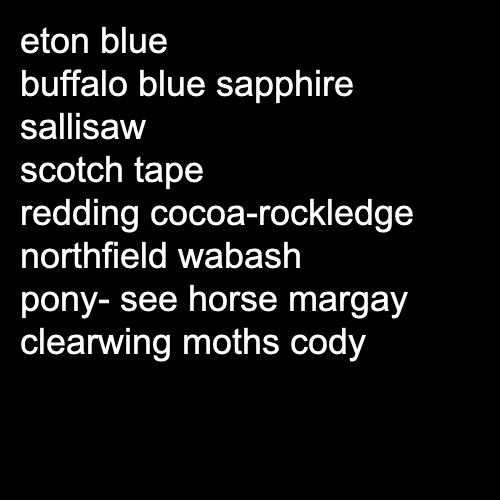 eton blue
buffalo blue sapphire
sallisaw
scotch tape
redding cocoa-rockledge
northfield wabash
pony- see horse margay
clearwing moths cody